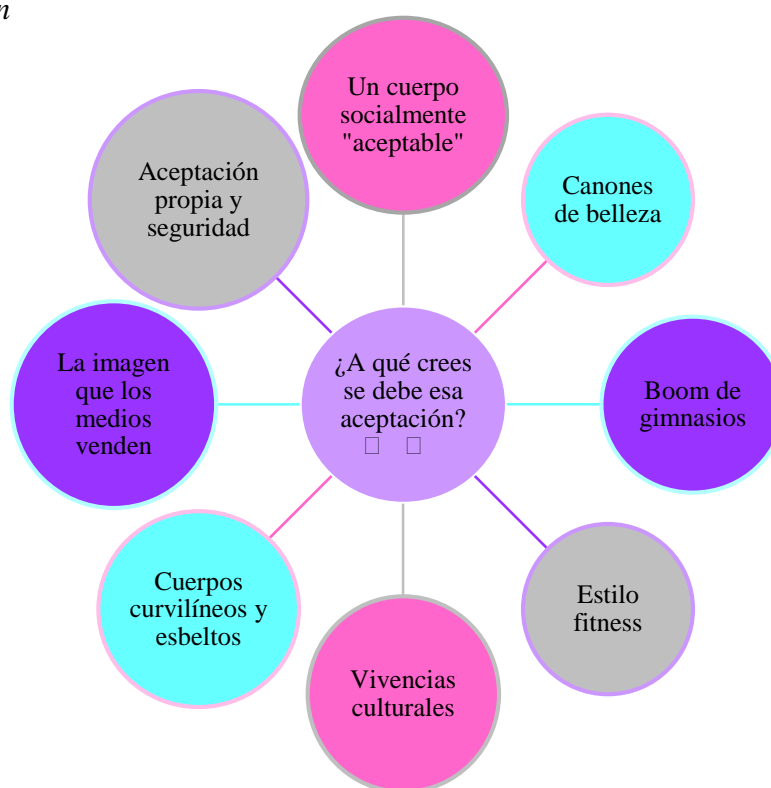 n
Un cuerpo
socialmente
"aceptable"
Canones
de belleza
Aceptación
propia y
seguridad
La imagen
que los
medios
venden
¿A qué crees
se debe esa
aceptación?
Boom de
gimnasios
Cuerpos
curvilíneos y
esbeltos
Estilo
fitness
Vivencias
culturales